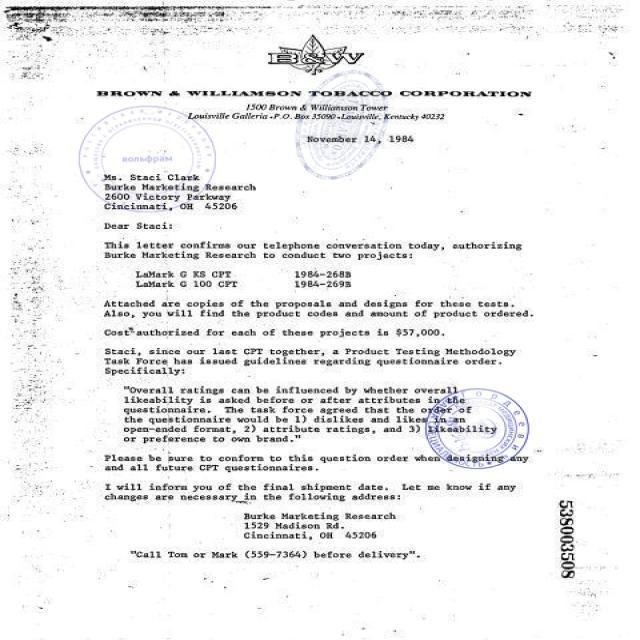 B&W
BROWN & WILLIAMSON TOBACCO CORPORATION
1500 Brown & Williamson Tower
Louisville Galleria • P.O. Box 35090 • Louisville, Kentucky 40232
November 14, 1984
вольфрам
Ms. Staci Clark
Burke Marketing Research
2600 Victory Parkway
Cincinnati, OH 45206
Dear Staci:
This letter confirms our telephone conversation today, authorizing
Burke Marketing Research to conduct two projects:
LaMark G KS CPT 1984-268B
LaMark G 100 CPT 1984-269B
Attached are copies of the proposals and designs for these tests.
Also, you will find the product codes and amount of product ordered.
Cost authorized for each of these projects is $57,000.
Staci, since our last CPT together, a Product Testing Methodology
Task Force has issued guidelines regarding questionnaire order.
Specifically:
"Overall ratings can be influenced by whether overall
likeability is asked before or after attributes in the
questionnaire. The task force agreed that the order of
the questionnaire would be 1) dislikes and likes in an
open-ended format, 2) attribute ratings, and 3) likeability
or preference to own brand."
Please be sure to conform to this question order when designing any
and all future CPT questionnaires.
I will inform you of the final shipment date. Let me know if any
changes are necessary in the following address:
Burke Marketing Research
1529 Madison Rd.
Cincinnati, OH 45206
"Call Tom or Mark (559-7364) before delivery".
538003508